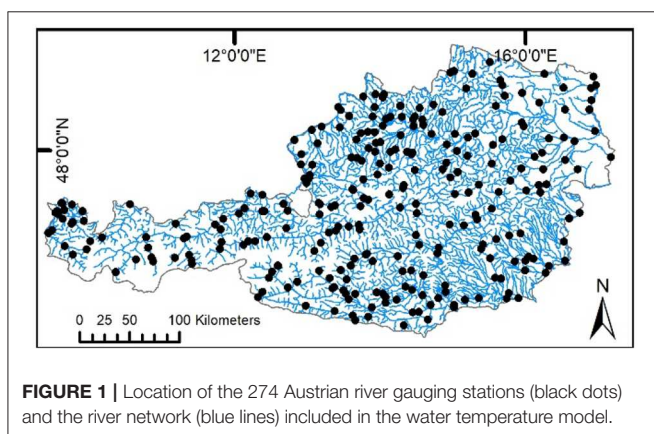 12°0'0"E 16°0'0"E
48°0'0"N
N
0 25 50 100 Kilometers
FIGURE 1 | Location of the 274 Austrian river gauging stations (black dots)
and the river network (blue lines) included in the water temperature model.